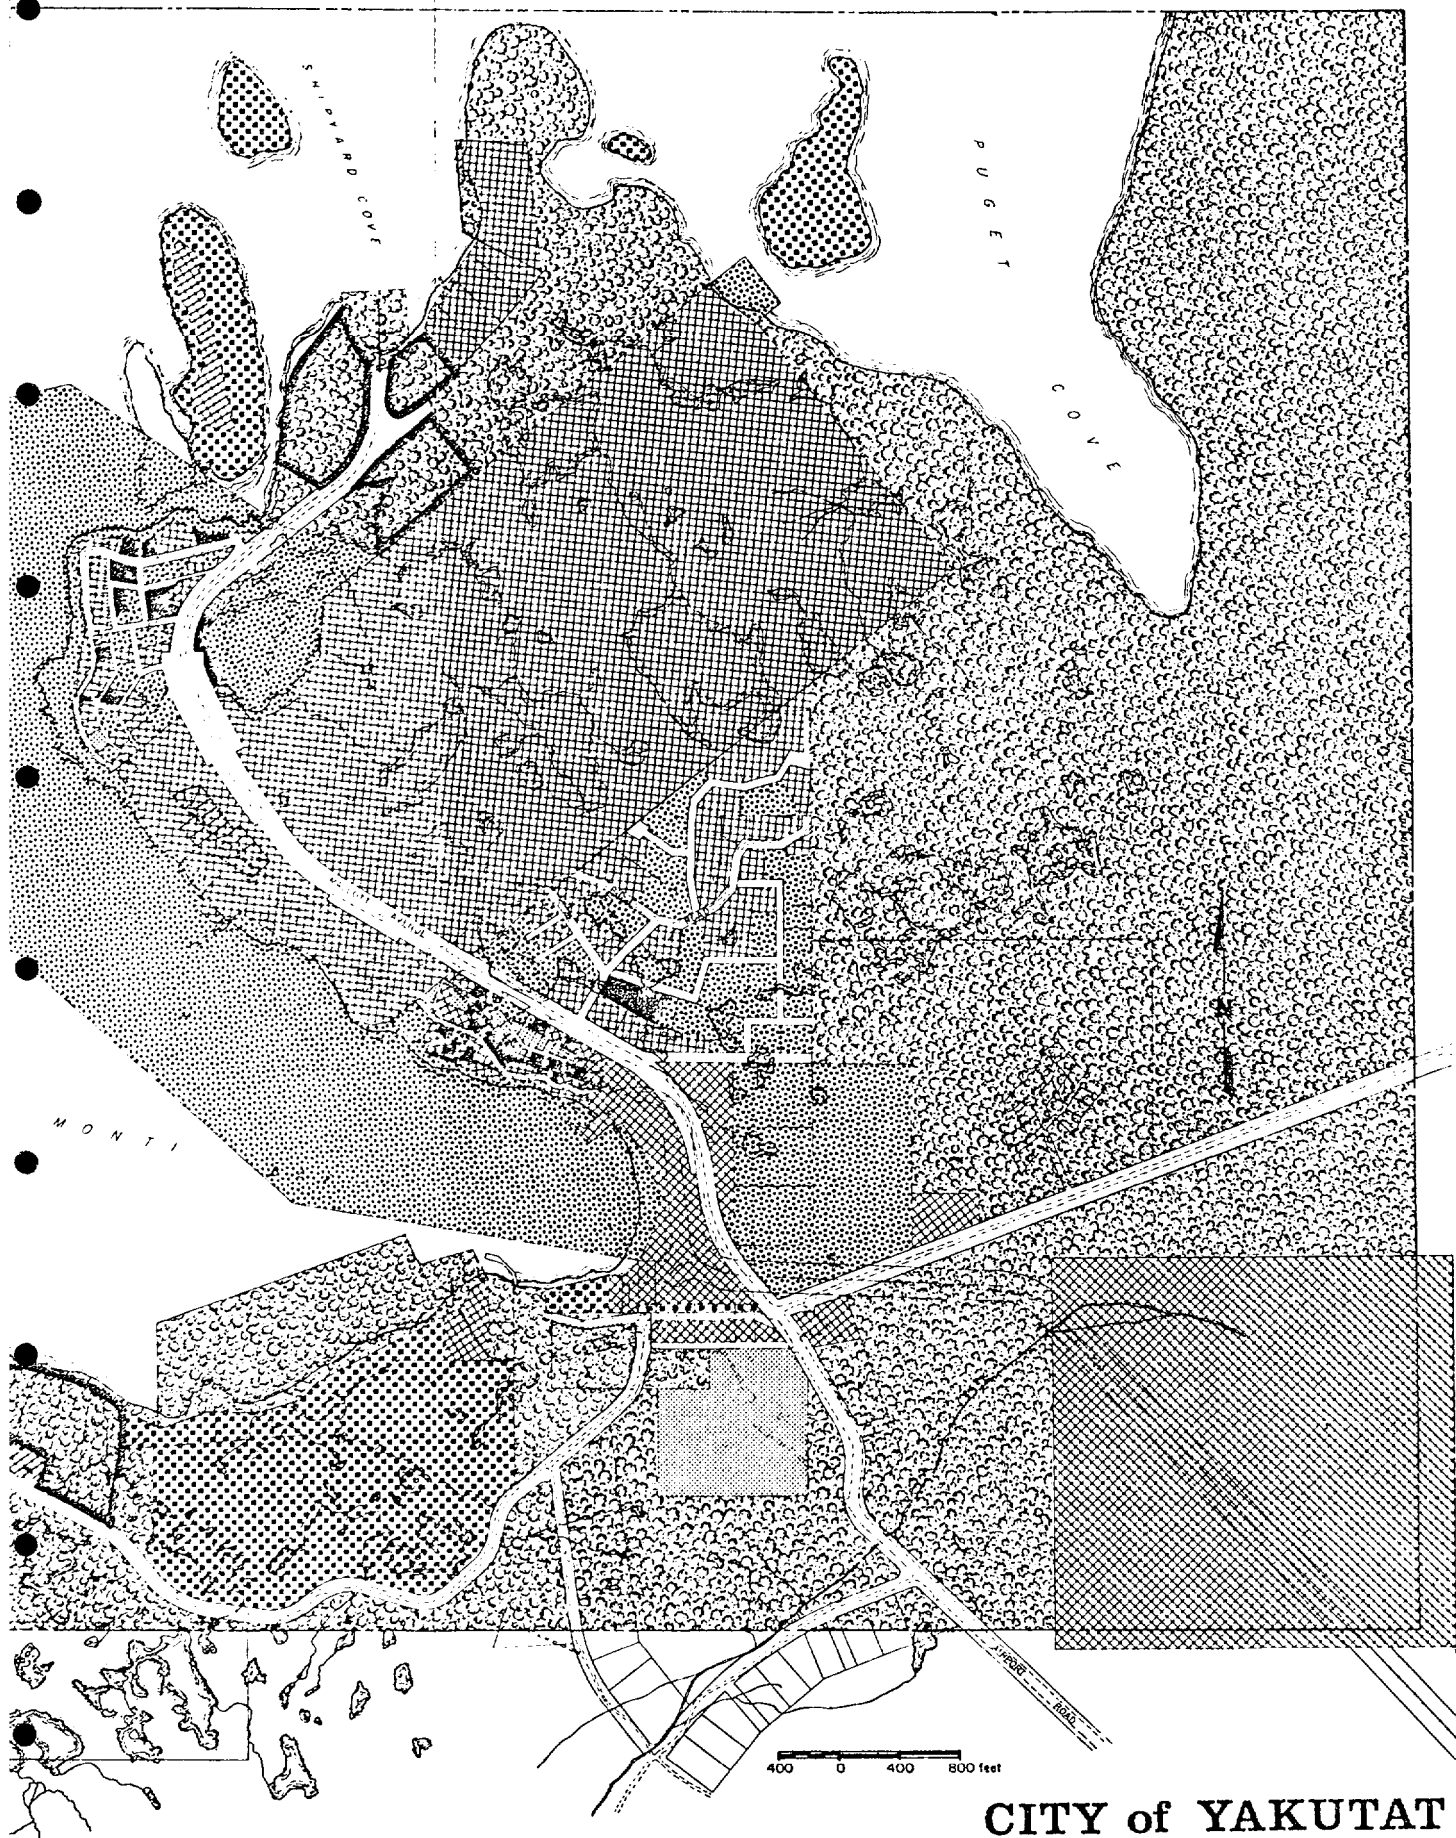 SHIPYARD COVE
PUGET
COVE
MONTI
N
AIRPORT
ROAD
400 0 400 800 feet
CITY of YAKUTAT